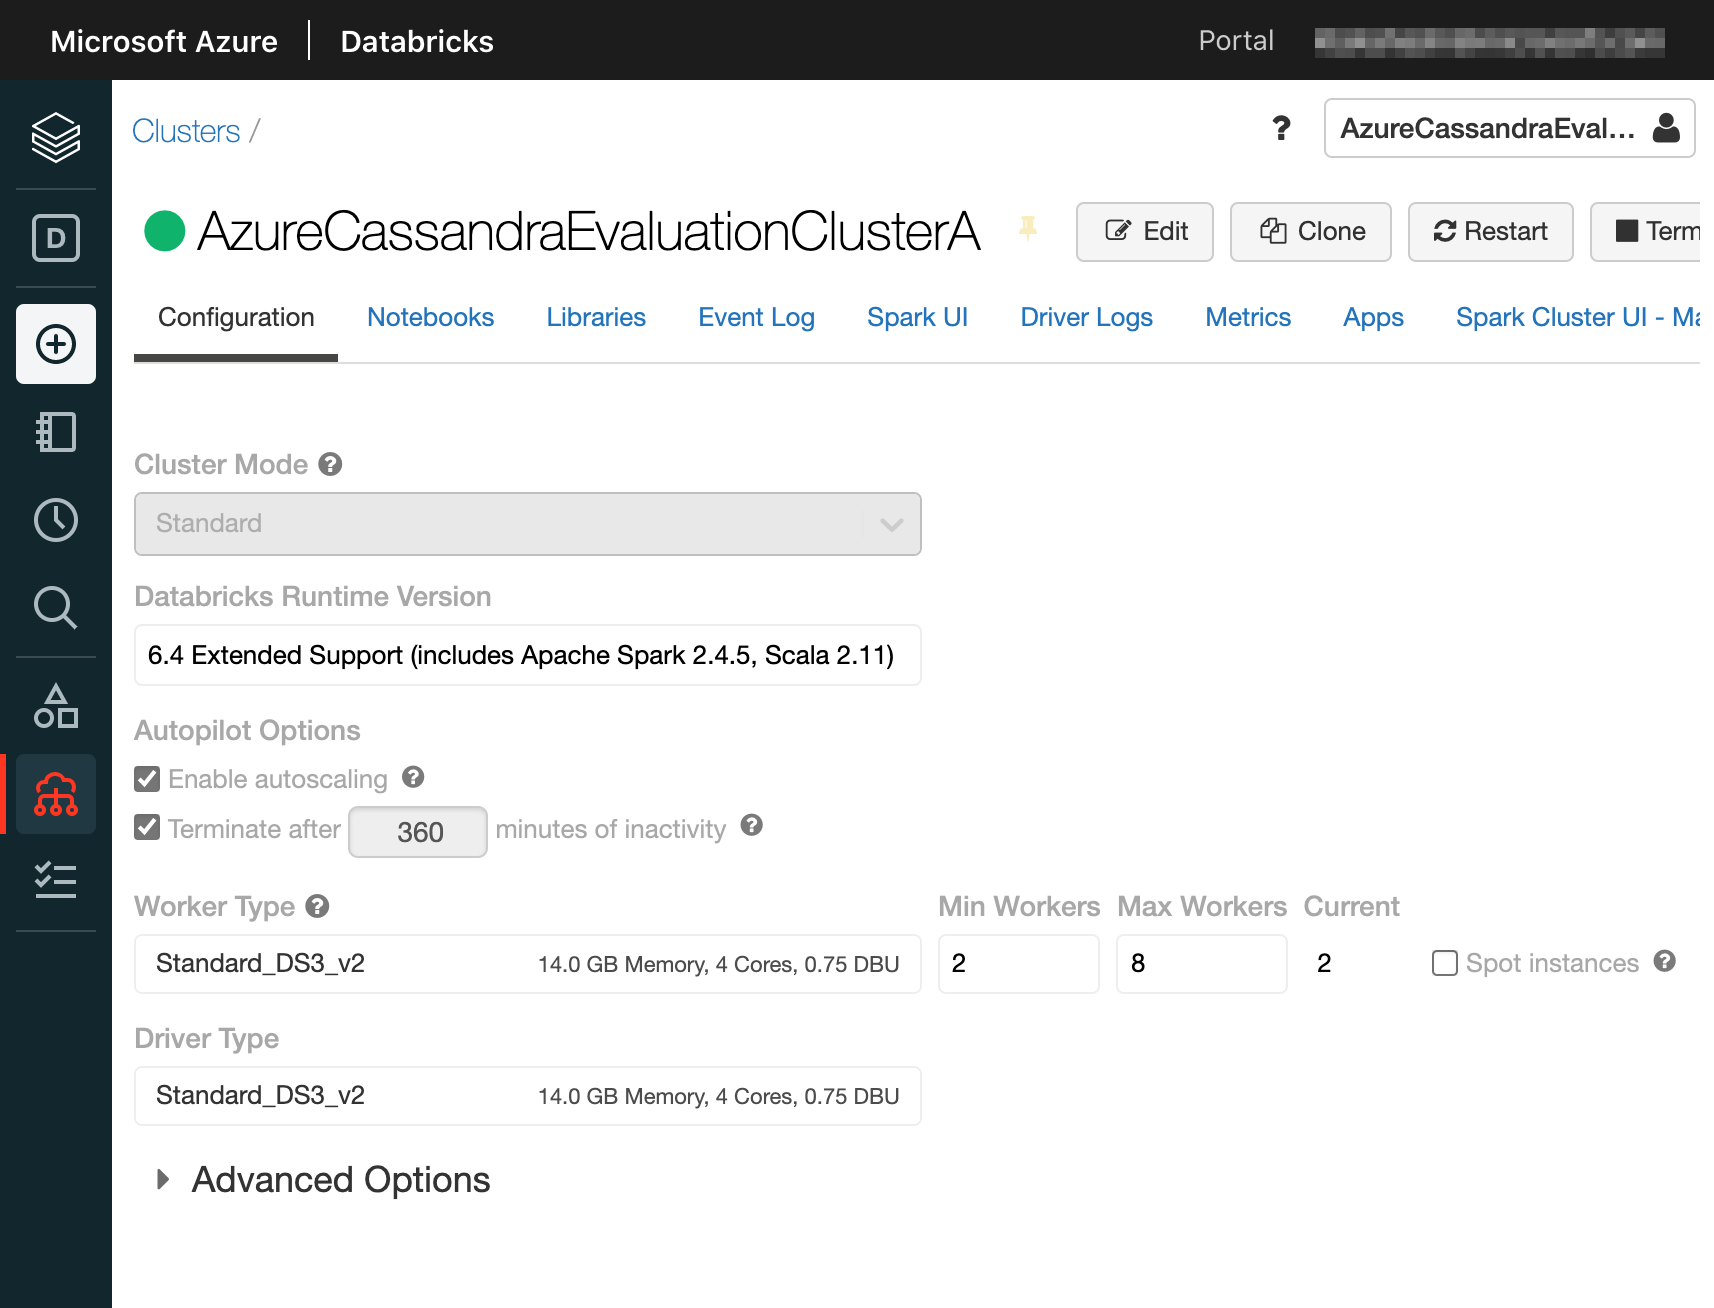 Microsoft Azure | Databricks
Portal
Clusters /
? AzureCassandraEval...
AzureCassandraEvaluationClusterA
Edit Clone Restart Term
Configuration Notebooks Libraries Event Log Spark UI Driver Logs Metrics Apps Spark Cluster UI - Ma
D
Cluster Mode ?
Standard
Databricks Runtime Version
6.4 Extended Support (includes Apache Spark 2.4.5, Scala 2.11)
Autopilot Options
Enable autoscaling ?
Terminate after 360 minutes of inactivity ?
Worker Type ? Min Workers Max Workers Current
Standard_DS3_v2 14.0 GB Memory, 4 Cores, 0.75 DBU 2 8 2 Spot instances ?
Driver Type
Standard_DS3_v2 14.0 GB Memory, 4 Cores, 0.75 DBU
Advanced Options